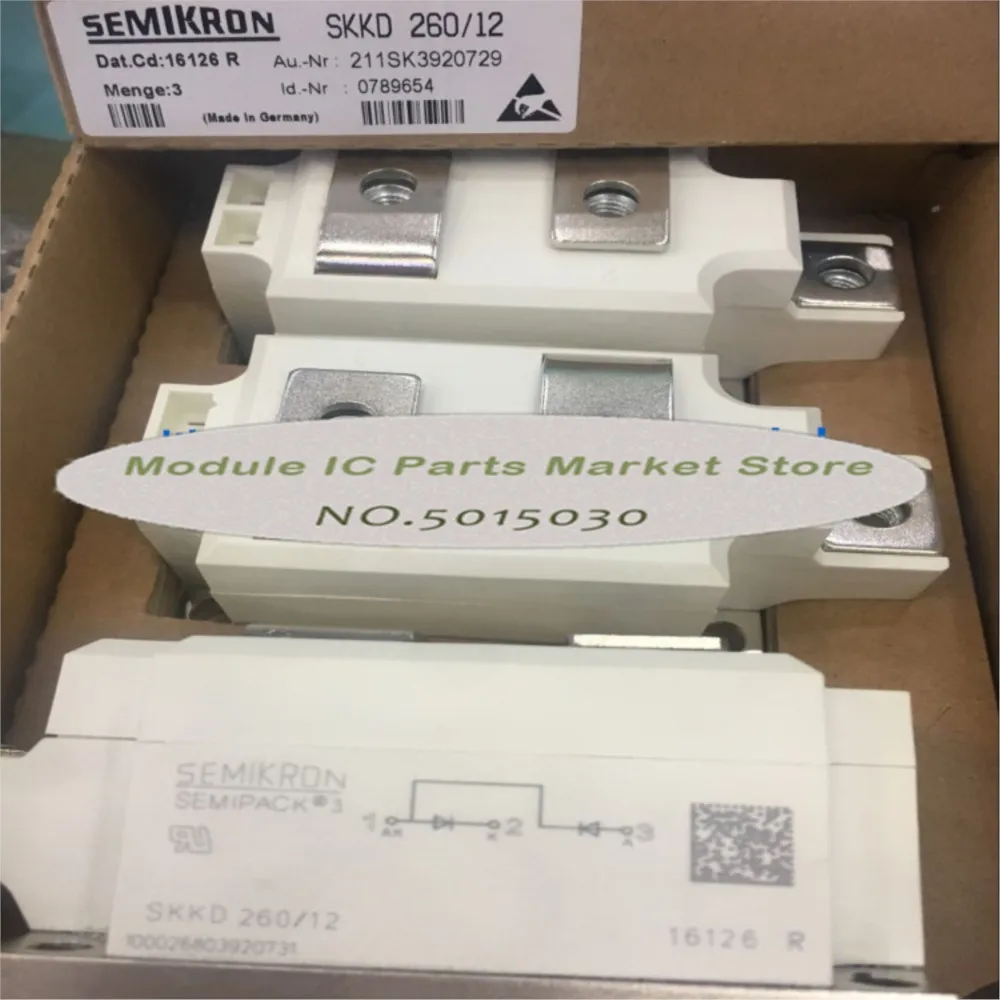 SEMIKRON SKKD 260/12
Dat.Cd:16126 R Au.-Nr : 211SK3920729
Menge:3 Id.-Nr : 0789654
(Made in Germany)
Module IC Parts Market Store
NO.5015030
SEMIKRON
SEMIPACK®3
1 2 3
AK K A
SKKD 260/12
100026803920731
16126 R